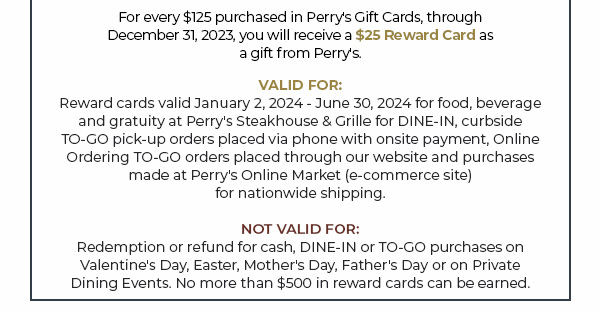 For every $125 purchased in Perry's Gift Cards, through
December 31, 2023, you will receive a $25 Reward Card as
a gift from Perry's.
VALID FOR:
Reward cards valid January 2, 2024 - June 30, 2024 for food, beverage
and gratuity at Perry's Steakhouse & Grille for DINE-IN, curbside
TO-GO pick-up orders placed via phone with onsite payment, Online
Ordering TO-GO orders placed through our website and purchases
made at Perry's Online Market (e-commerce site)
for nationwide shipping.
NOT VALID FOR:
Redemption or refund for cash, DINE-IN or TO-GO purchases on
Valentine's Day, Easter, Mother's Day, Father's Day or on Private
Dining Events. No more than $500 in reward cards can be earned.